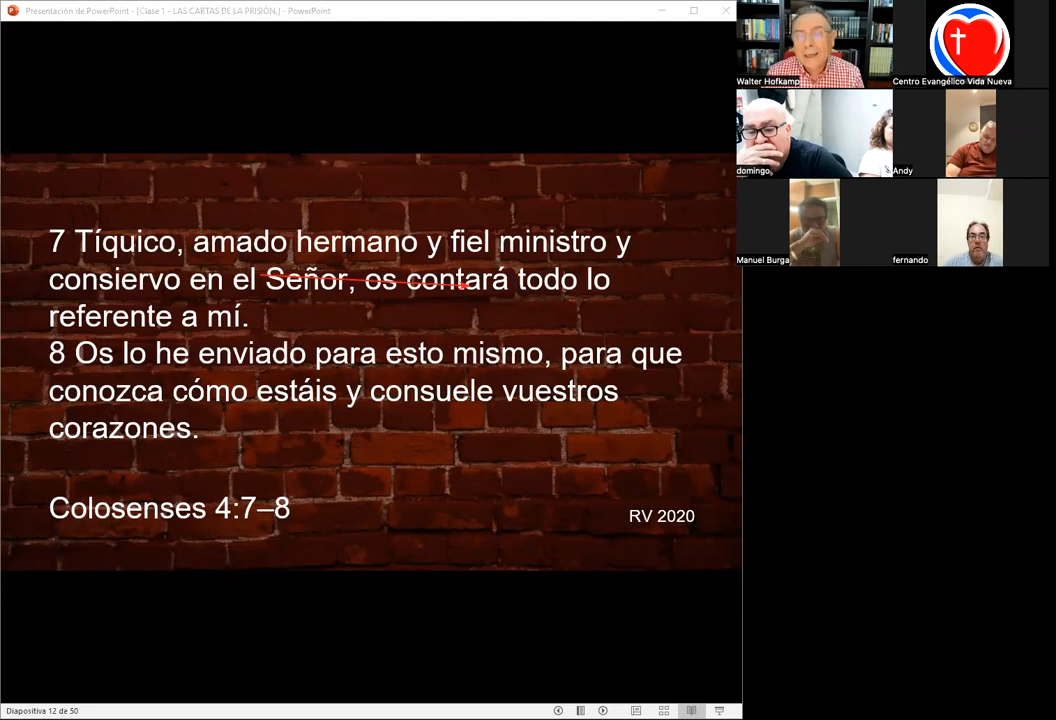 Presentación de PowerPoint - [Clase 1 - LAS CARTAS DE LA PRISIÓN.] - PowerPoint
7 Tíquico, amado hermano y fiel ministro y
consiervo en el Señor, os contará todo lo
referente a mí.
8 Os lo he enviado para esto mismo, para que
conozca cómo estáis y consuele vuestros
corazones.
Colosenses 4:7–8
RV 2020
Diapositiva 12 de 50
Walter Hofkamp
Centro Evangélico Vida Nueva
domingo
Andy
Manuel Burga
fernando